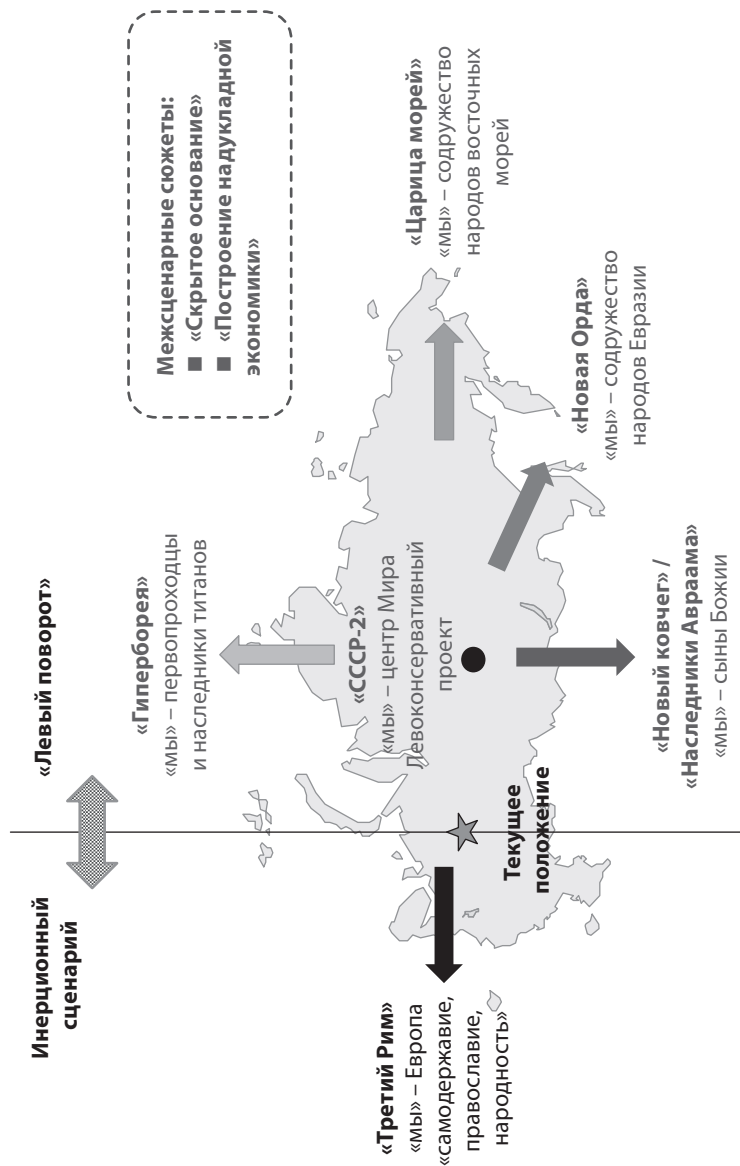 Инерционный
сценарий
«Левый поворот»
Межсценарные сюжеты:
■ «Скрытое основание»
■ «Построение надукладной
экономики»
«Гиперборея»
«мы» – первопроходцы
и наследники титанов
«СССР-2»
«мы» – центр Мира
Левоконсервативный
проект
«Третий Рим»
«мы» – Европа
«самодержавие,
православие,
народность»
Текущее
положение
«Царица морей»
«мы» – содружество
народов восточных
морей
«Новая Орда»
«мы» – содружество
народов Евразии
«Новый ковчег» /
«Наследники Авраама»
«мы» – сыны Божии